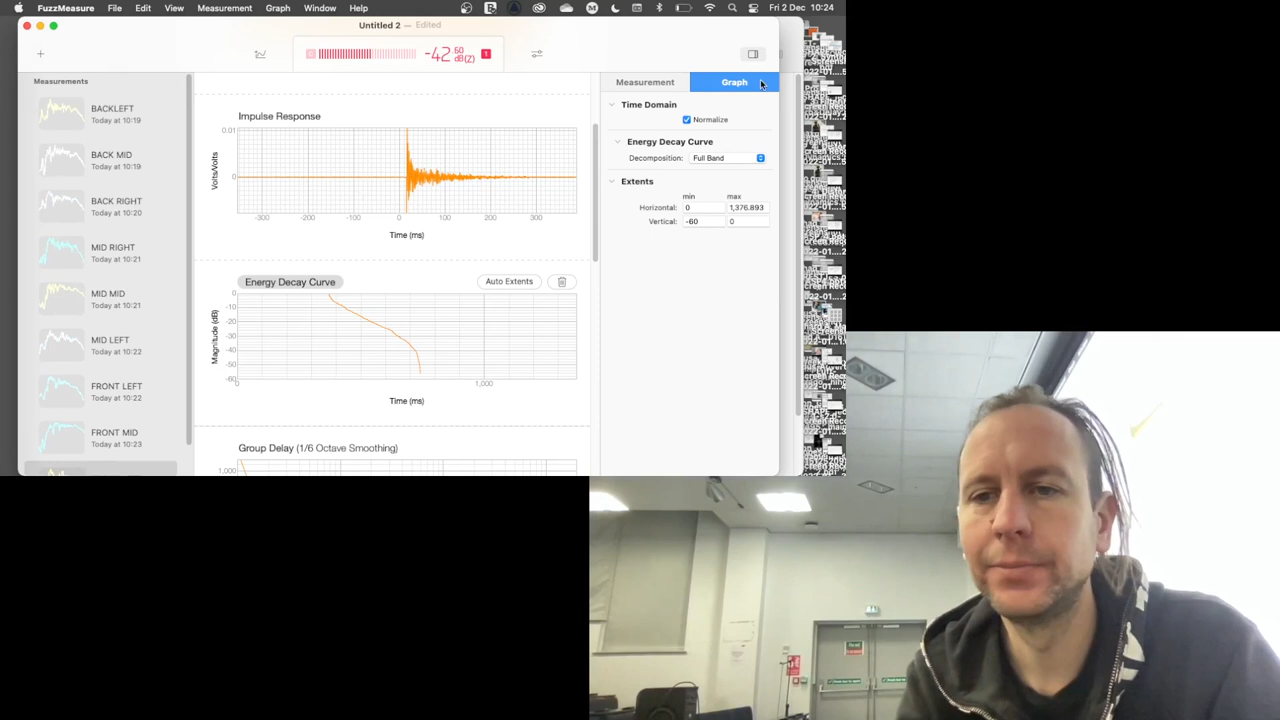 FuzzMeasure File Edit View Measurement Graph Window Help Fri 2 Dec 10:24
Untitled 2 — Edited
-42.60 dB(Z) 1
Measurements
BACKLEFT
Today at 10:19
BACK MID
Today at 10:19
BACK RIGHT
Today at 10:20
MID RIGHT
Today at 10:21
MID MID
Today at 10:21
MID LEFT
Today at 10:22
FRONT LEFT
Today at 10:22
FRONT MID
Today at 10:23
Impulse Response
0.01
0
Volts/Volts
-300 -200 -100 0 100 200 300
Time (ms)
Energy Decay Curve Auto Extents
0
-10
-20
-30
-40
-50
-60
Magnitude (dB)
0 1,000
Time (ms)
Group Delay (1/6 Octave Smoothing)
1,000
Measurement Graph
Time Domain
Normalize
Energy Decay Curve
Decomposition: Full Band
Extents
min max
Horizontal: 0 1,376.893
Vertical: -60 0